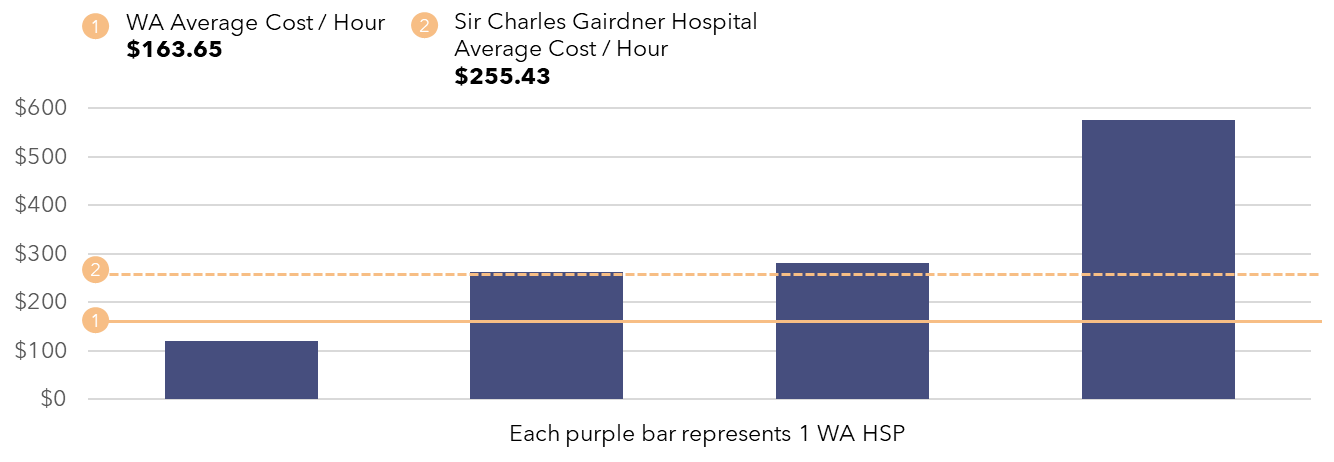 1 WA Average Cost / Hour
$163.65
2 Sir Charles Gairdner Hospital
Average Cost / Hour
$255.43
$600
$500
$400
$300
2
$200
1
$100
$0
Each purple bar represents 1 WA HSP